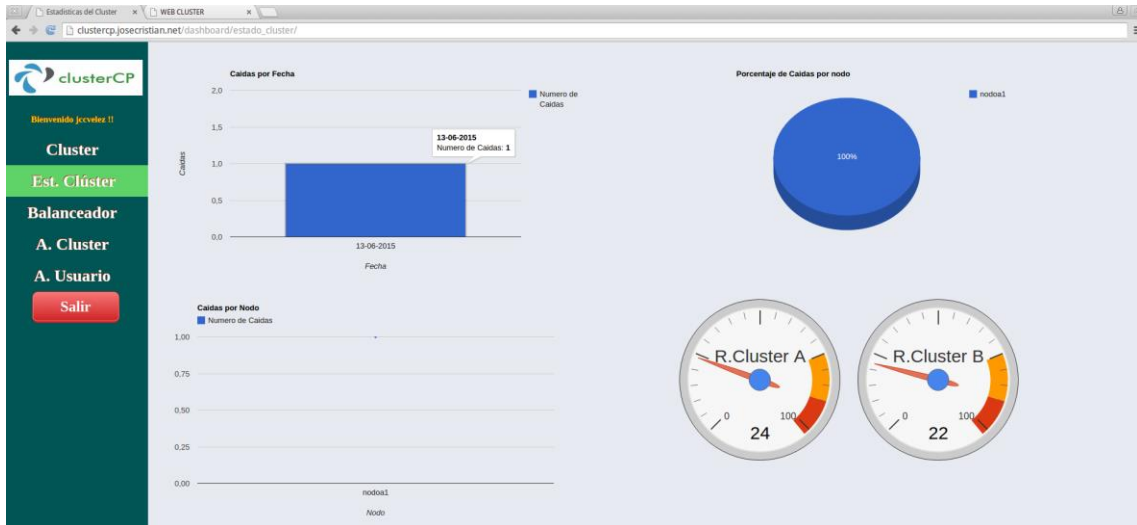 Estadisticas del Cluster
WEB CLUSTER
clustercp.josecristian.net/dashboard/estado_cluster/
clusterCP
Bienvenido jccvelez !!
Cluster
Est. Clúster
Balanceador
A. Cluster
A. Usuario
Salir
Caidas por Fecha
2,0
1,5
1,0
0,5
0,0
Caidas
13-06-2015
Numero de Caidas: 1
Numero de
Caidas
13-06-2015
Fecha
Porcentaje de Caidas por nodo
nodoa1
100%
Caidas por Nodo
Numero de Caidas
1,00
0,75
0,50
0,25
0,00
nodoa1
Nodo
R.Cluster A
0
100
24
R.Cluster B
0
100
22